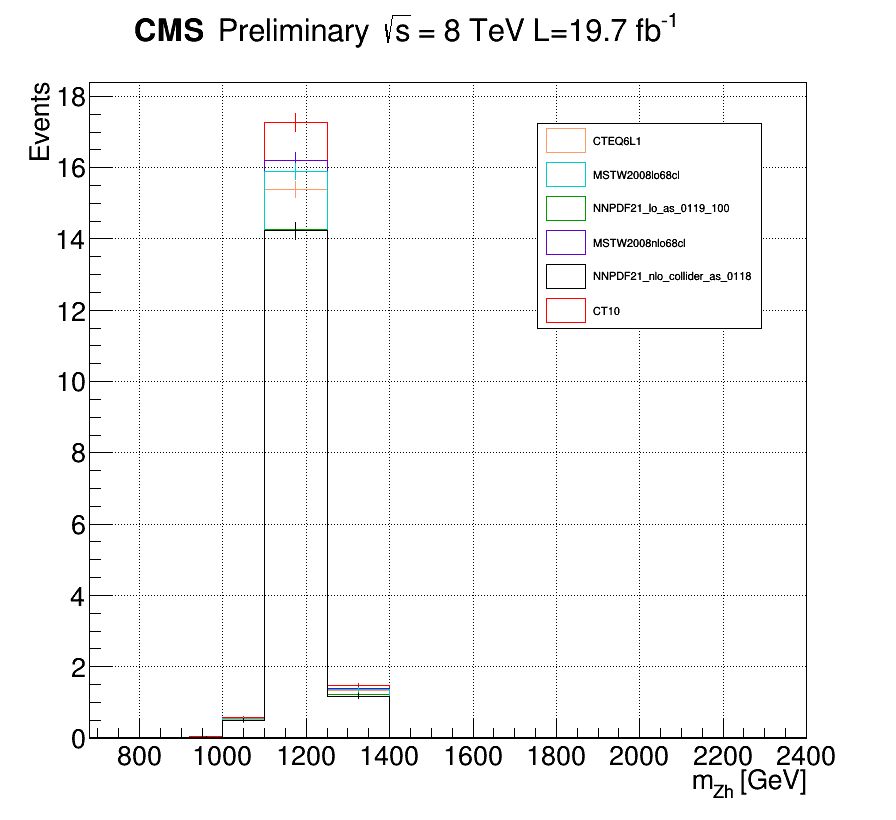 CMS Preliminary √s = 8 TeV L=19.7 fb⁻¹
Events
18
16
14
12
10
8
6
4
2
0
CTEQ6L1
MSTW2008lo68cl
NNPDF21_lo_as_0119_100
MSTW2008nlo68cl
NNPDF21_nlo_collider_as_0118
CT10
800 1000 1200 1400 1600 1800 2000 2200 2400
m_Zh [GeV]